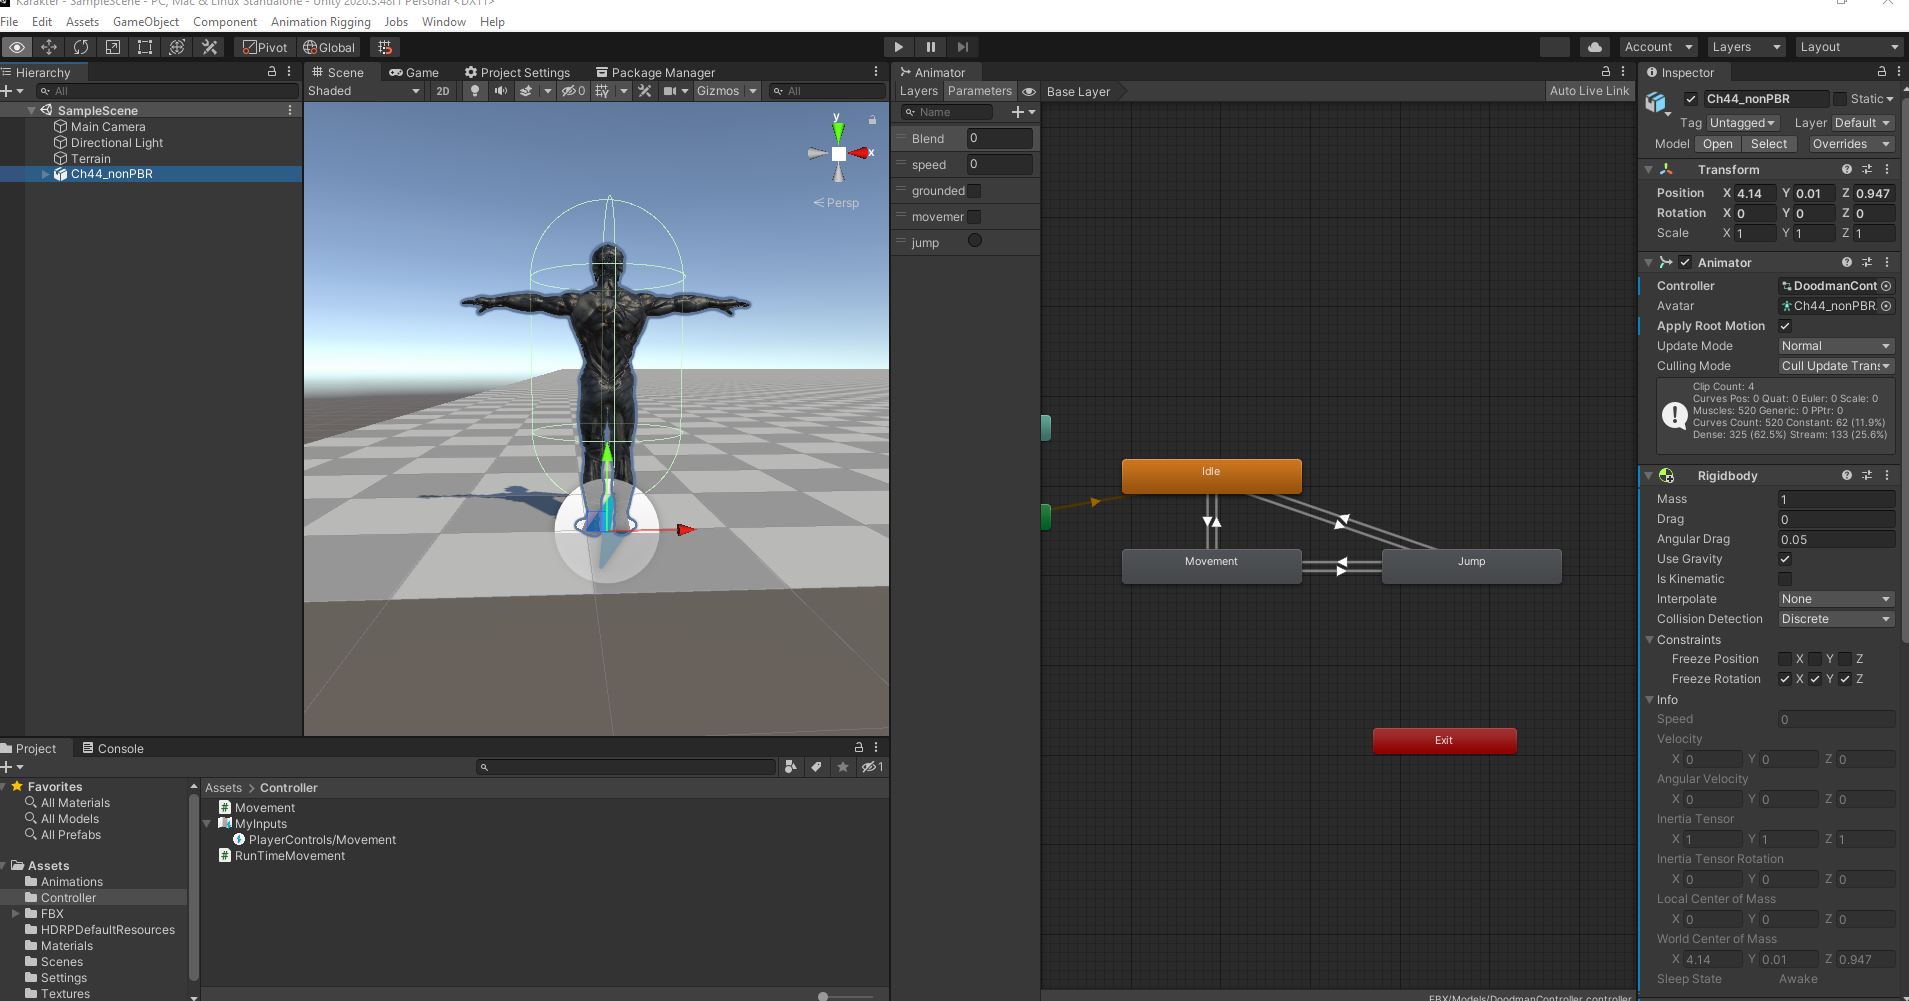 Karakter - SampleScene - PC, Mac & Linux Standalone - Unity 2020.3.48f1 Personal <DX11>
File Edit Assets GameObject Component Animation Rigging Jobs Window Help
Pivot Global Account Layers Layout
Hierarchy
All
SampleScene
Main Camera
Directional Light
Terrain
Ch44_nonPBR
Scene Game Project Settings Package Manager
Shaded 2D 0 Gizmos All
y
x
Persp
Animator
Layers Parameters Base Layer Auto Live Link
Name
Blend 0
speed 0
grounded
movemer
jump
Idle
Movement
Jump
Exit
FBX/Models/DoodmanController.controller
Project Console
1
Favorites
All Materials
All Models
All Prefabs
Assets
Animations
Controller
FBX
HDRPDefaultResources
Materials
Scenes
Settings
Textures
Assets > Controller
Movement
MyInputs
PlayerControls/Movement
RunTimeMovement
Inspector
Ch44_nonPBR Static
Tag Untagged Layer Default
Model Open Select Overrides
Transform
Position X 4.14 Y 0.01 Z 0.947
Rotation X 0 Y 0 Z 0
Scale X 1 Y 1 Z 1
Animator
Controller DoodmanCont
Avatar Ch44_nonPBR
Apply Root Motion
Update Mode Normal
Culling Mode Cull Update Trans
Clip Count: 4
Curves Pos: 0 Quat: 0 Euler: 0 Scale: 0
Muscles: 520 Generic: 0 PPtr: 0
Curves Count: 520 Constant: 62 (11.9%)
Dense: 325 (62.5%) Stream: 133 (25.6%)
Rigidbody
Mass 1
Drag 0
Angular Drag 0.05
Use Gravity
Is Kinematic
Interpolate None
Collision Detection Discrete
Constraints
Freeze Position X Y Z
Freeze Rotation X Y Z
Info
Speed 0
Velocity
X 0 Y 0 Z 0
Angular Velocity
X 0 Y 0 Z 0
Inertia Tensor
X 1 Y 1 Z 1
Inertia Tensor Rotation
X 0 Y 0 Z 0
Local Center of Mass
X 0 Y 0 Z 0
World Center of Mass
X 4.14 Y 0.01 Z 0.947
Sleep State Awake